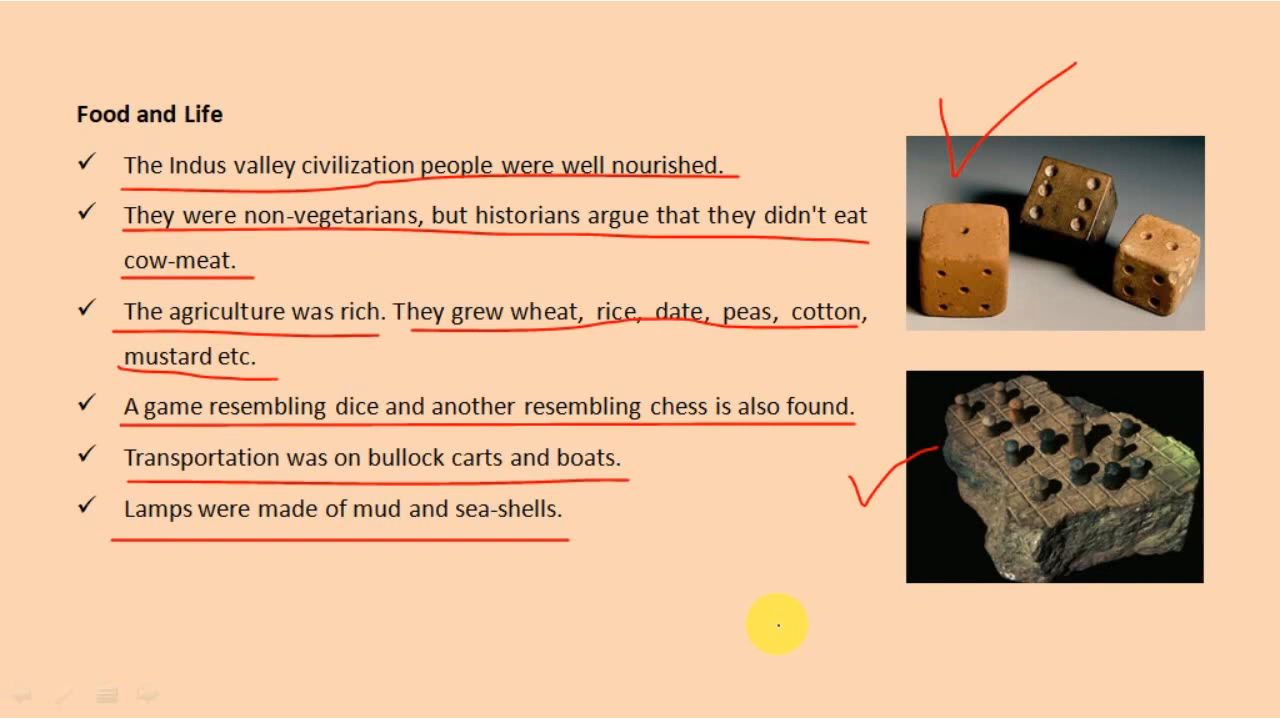 Food and Life
✓ The Indus valley civilization people were well nourished.
✓ They were non-vegetarians, but historians argue that they didn't eat
cow-meat.
✓ The agriculture was rich. They grew wheat, rice, date, peas, cotton,
mustard etc.
✓ A game resembling dice and another resembling chess is also found.
✓ Transportation was on bullock carts and boats.
✓ Lamps were made of mud and sea-shells.